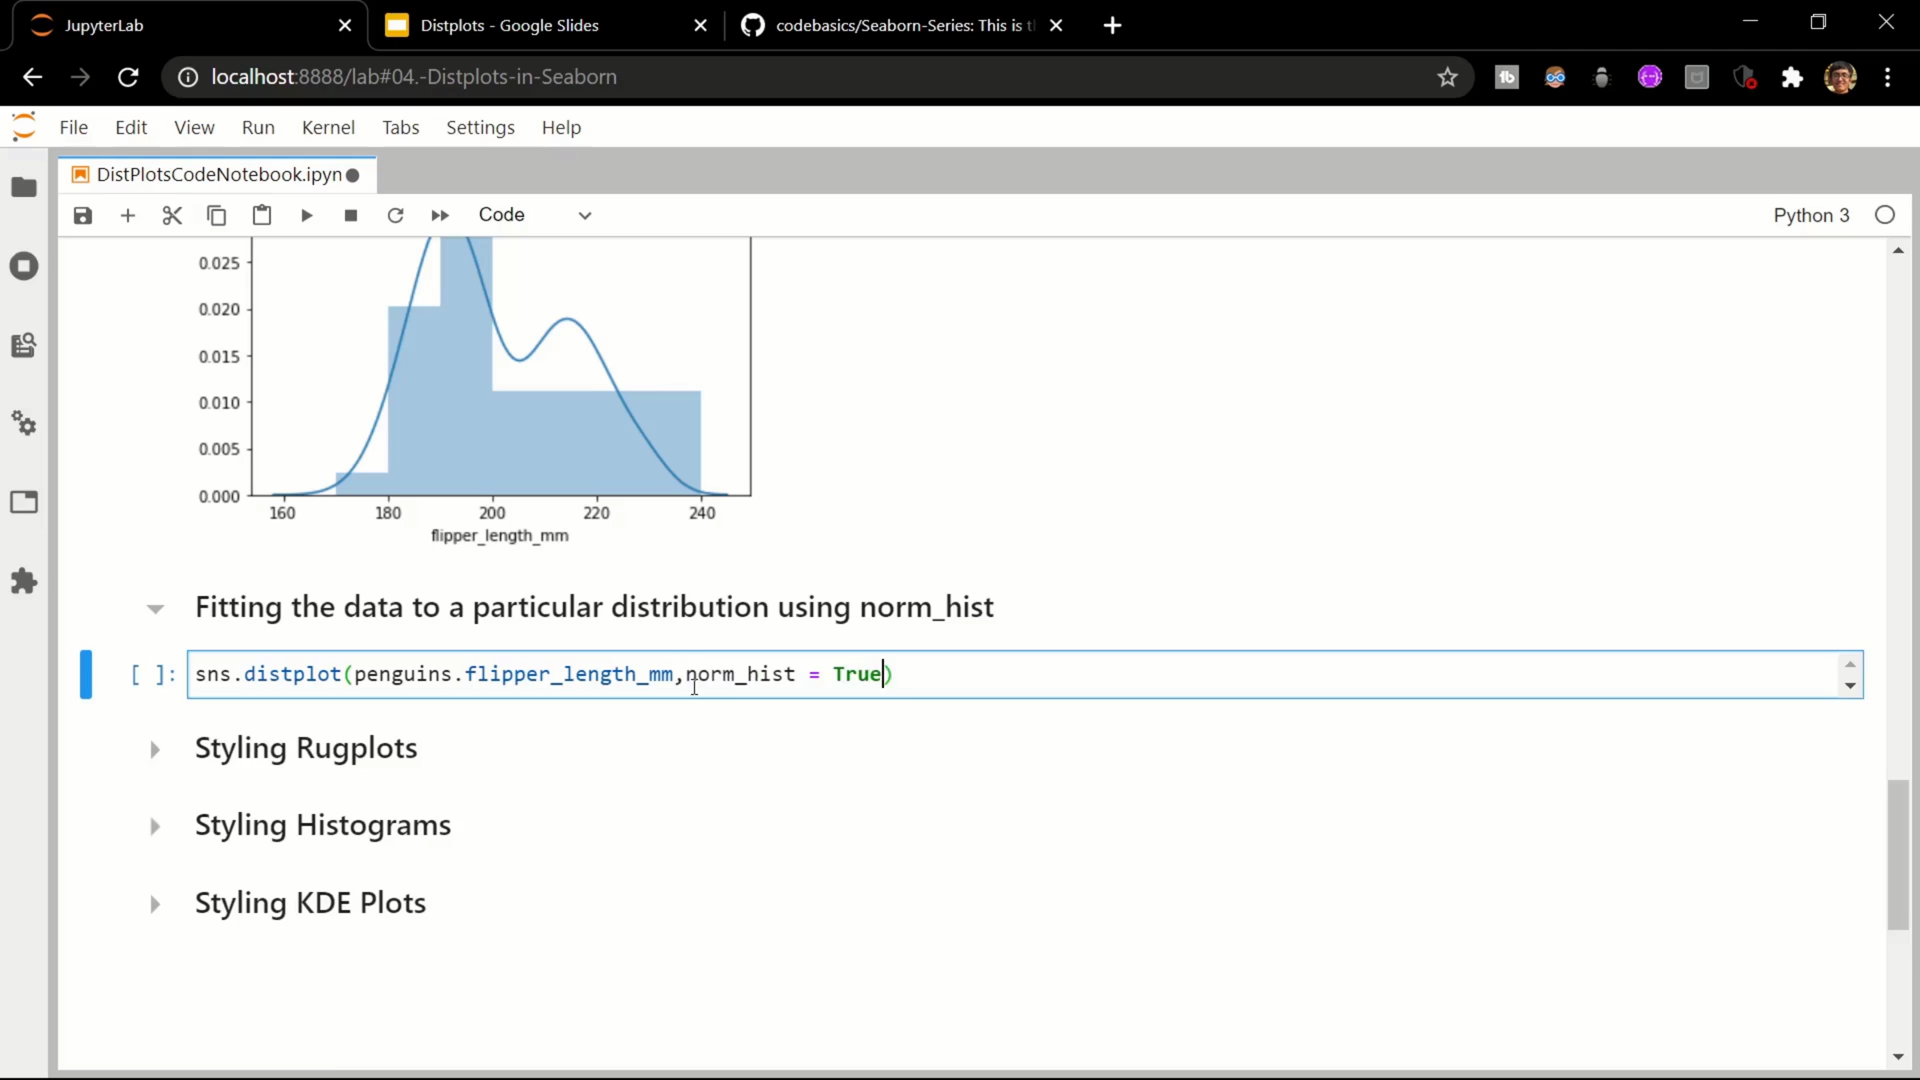 JupyterLab
Distplots - Google Slides
codebasics/Seaborn-Series: This is t
localhost:8888/lab#04.-Distplots-in-Seaborn
File Edit View Run Kernel Tabs Settings Help
DistPlotsCodeNotebook.ipyn
Code
Python 3
0.025
0.020
0.015
0.010
0.005
0.000
160 180 200 220 240
flipper_length_mm
Fitting the data to a particular distribution using norm_hist
[ ]: sns.distplot(penguins.flipper_length_mm,norm_hist = True)
Styling Rugplots
Styling Histograms
Styling KDE Plots